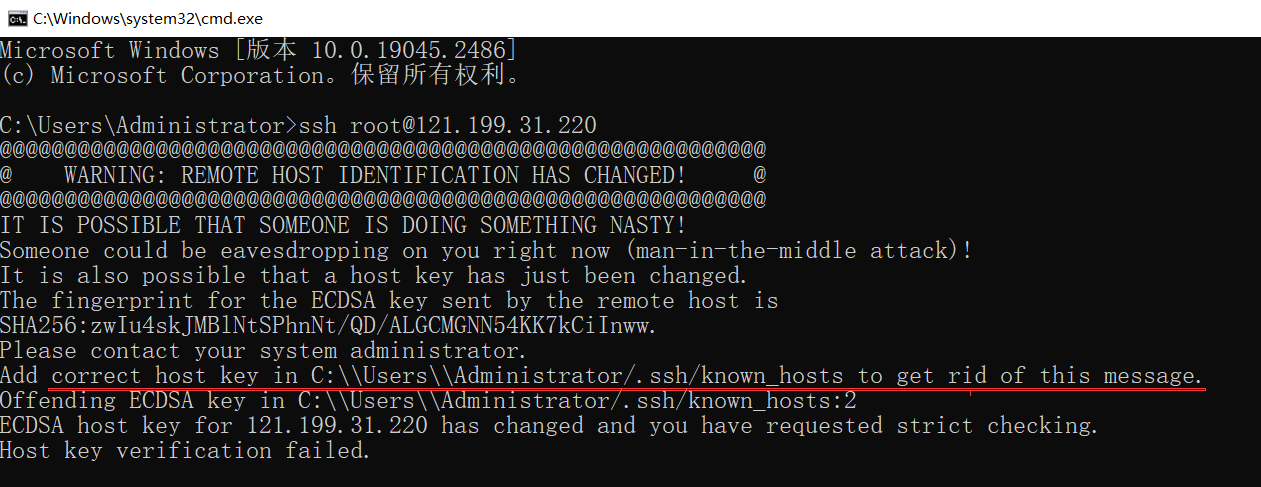 C:\Windows\system32\cmd.exe
Microsoft Windows [版本 10.0.19045.2486]
(c) Microsoft Corporation。保留所有权利。
C:\Users\Administrator>ssh root@121.199.31.220
@@@@@@@@@@@@@@@@@@@@@@@@@@@@@@@@@@@@@@@@@@@@@@@@@@@@@@@@@@@
@    WARNING: REMOTE HOST IDENTIFICATION HAS CHANGED!     @
@@@@@@@@@@@@@@@@@@@@@@@@@@@@@@@@@@@@@@@@@@@@@@@@@@@@@@@@@@@
IT IS POSSIBLE THAT SOMEONE IS DOING SOMETHING NASTY!
Someone could be eavesdropping on you right now (man-in-the-middle attack)!
It is also possible that a host key has just been changed.
The fingerprint for the ECDSA key sent by the remote host is
SHA256:zwIu4skJMBlNtSPhnNt/QD/ALGCMGNN54KK7kCiInww.
Please contact your system administrator.
Add correct host key in C:\\Users\\Administrator/.ssh/known_hosts to get rid of this message.
Offending ECDSA key in C:\\Users\\Administrator/.ssh/known_hosts:2
ECDSA host key for 121.199.31.220 has changed and you have requested strict checking.
Host key verification failed.